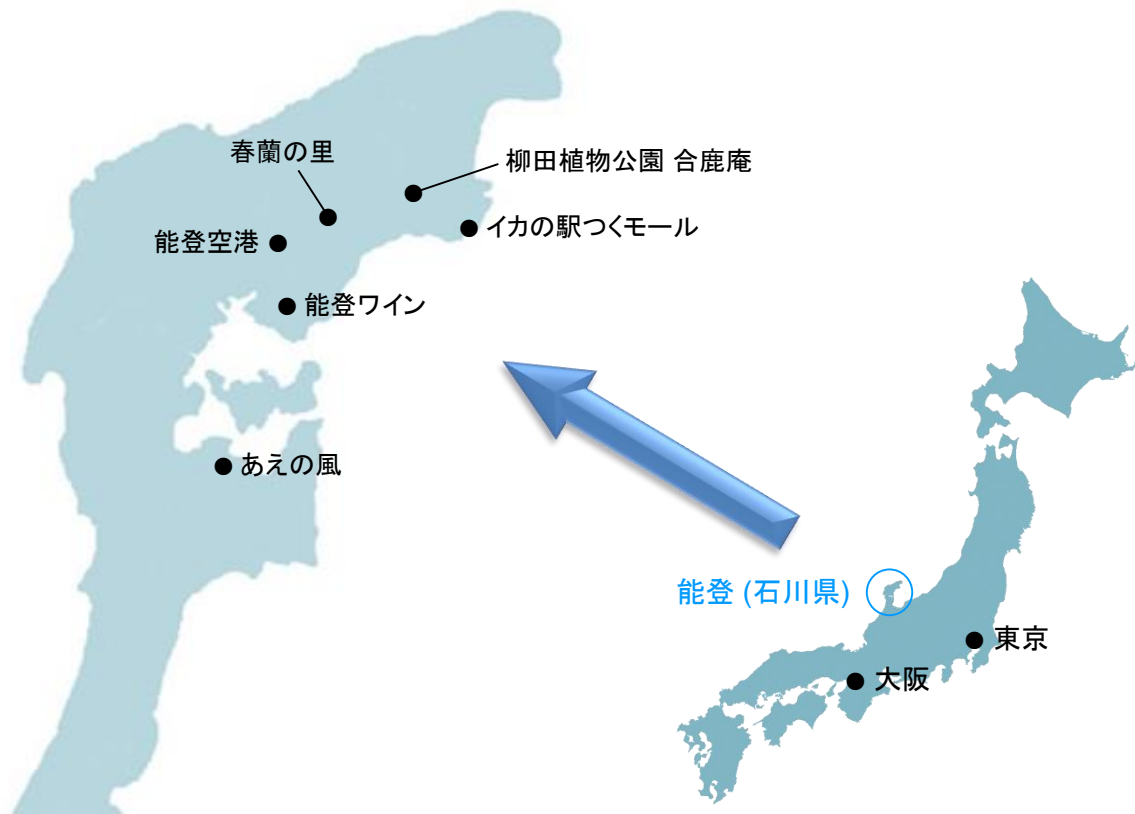 春蘭の里
柳田植物公園 合鹿庵
能登空港
イカの駅つくモール
能登ワイン
あえの風
能登 (石川県)
東京
大阪